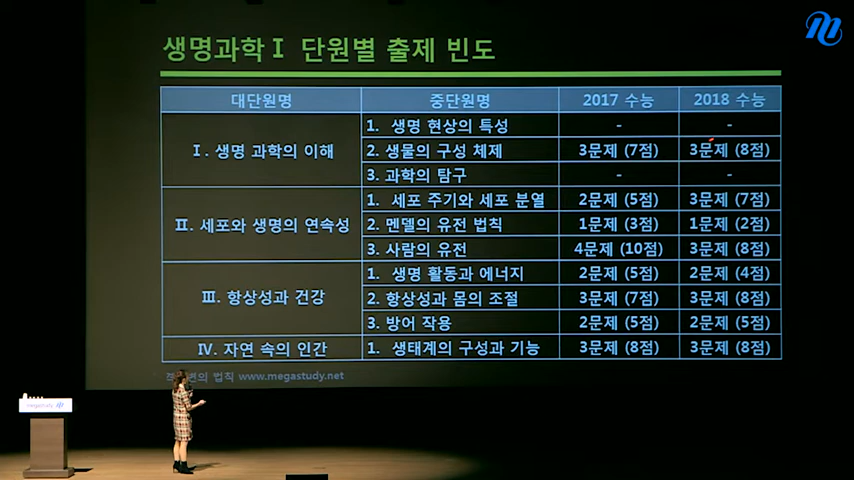 생명과학 Ⅰ 단원별 출제 빈도
대단원명 중단원명 2017 수능 2018 수능
Ⅰ. 생명 과학의 이해
1. 생명 현상의 특성 - -
2. 생물의 구성 체제 3문제 (7점) 3문제 (8점)
3. 과학의 탐구 - -
Ⅱ. 세포와 생명의 연속성
1. 세포 주기와 세포 분열 2문제 (5점) 3문제 (7점)
2. 멘델의 유전 법칙 1문제 (3점) 1문제 (2점)
3. 사람의 유전 4문제 (10점) 3문제 (8점)
Ⅲ. 항상성과 건강
1. 생명 활동과 에너지 2문제 (5점) 2문제 (4점)
2. 항상성과 몸의 조절 3문제 (7점) 3문제 (8점)
3. 방어 작용 2문제 (5점) 2문제 (5점)
Ⅳ. 자연 속의 인간 1. 생태계의 구성과 기능 3문제 (8점) 3문제 (8점)
법칙 www.megastudy.net
megastudy